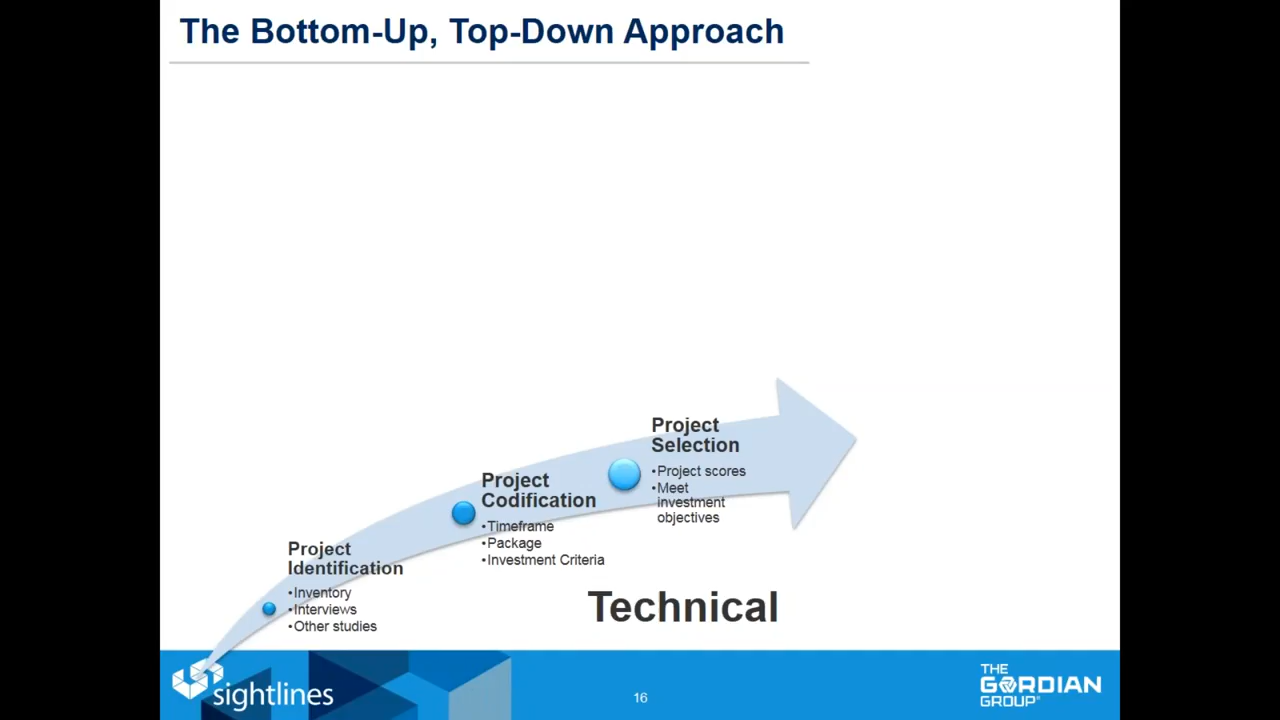 The Bottom-Up, Top-Down Approach
Project
Selection
•Project scores
•Meet
investment
objectives
Project
Codification
•Timeframe
•Package
•Investment Criteria
Project
Identification
•Inventory
•Interviews
•Other studies
Technical
sightlines
16
THE
GORDIAN
GROUP®